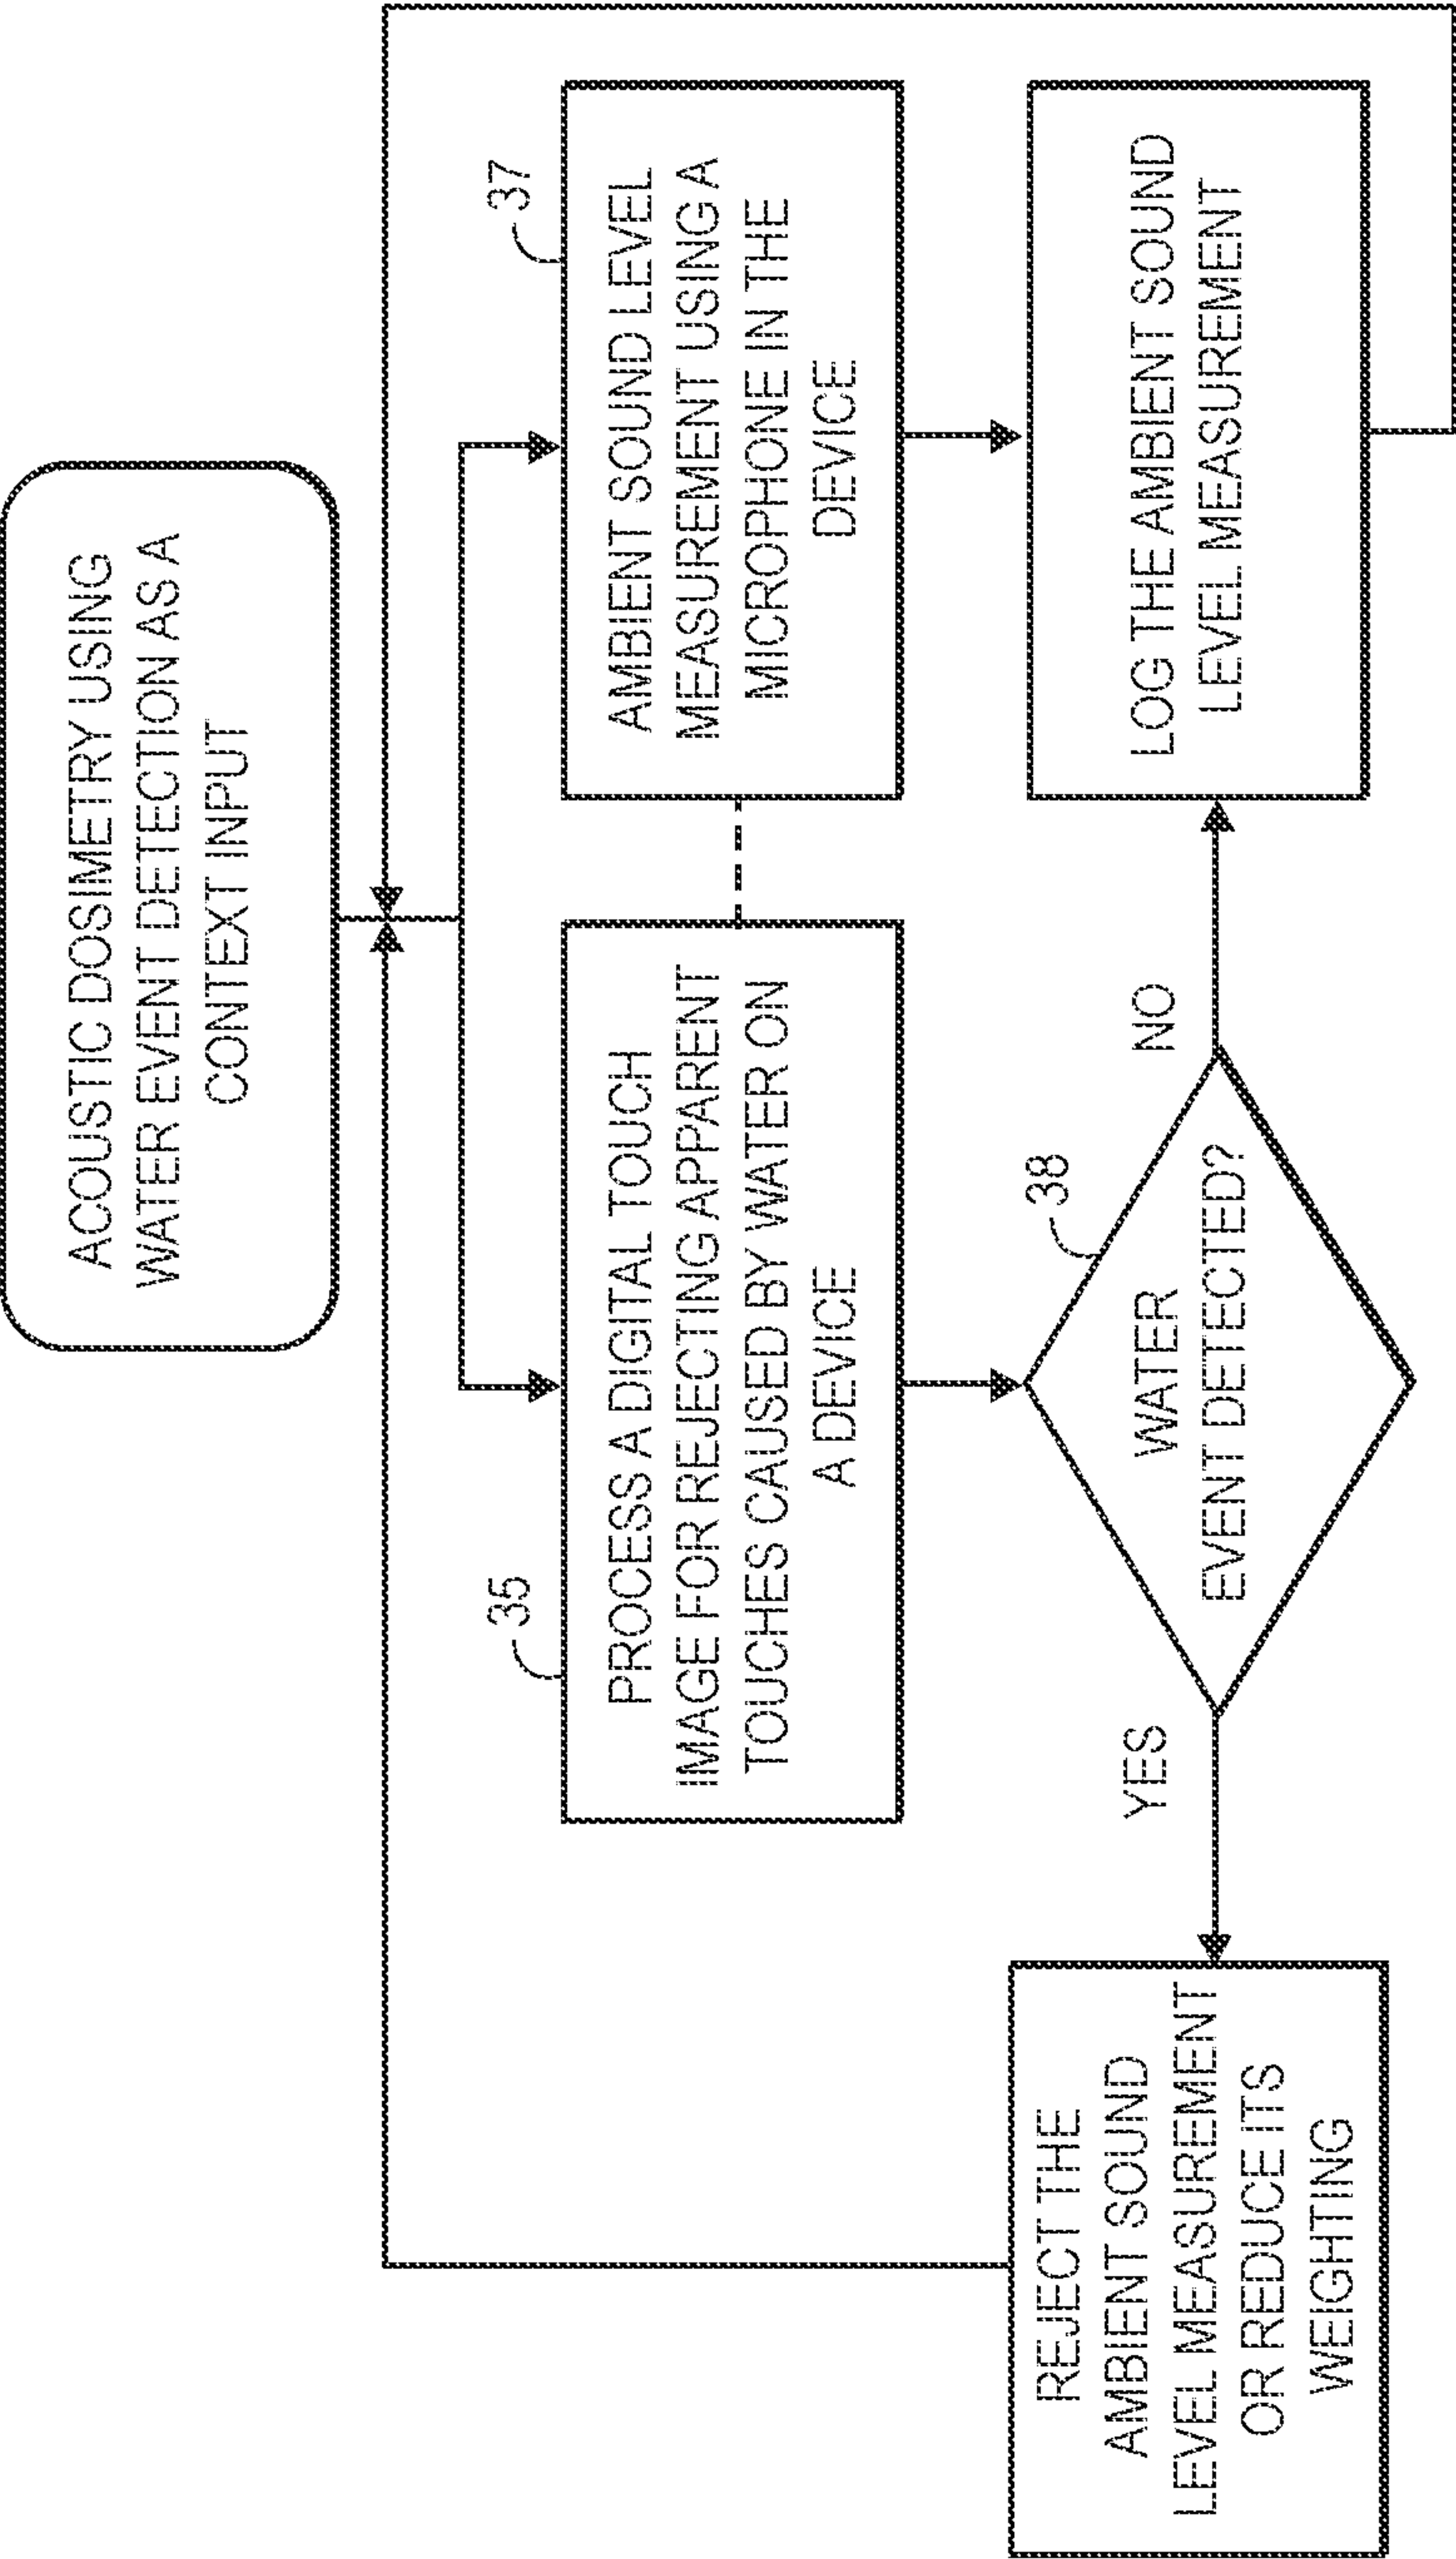 ACOUSTIC DOSIMETRY USING
WATER EVENT DETECTION AS A
CONTEXT INPUT
35
PROCESS A DIGITAL TOUCH
IMAGE FOR REJECTING APPARENT
TOUCHES CAUSED BY WATER ON
A DEVICE
37
AMBIENT SOUND LEVEL
MEASUREMENT USING A
MICROPHONE IN THE
DEVICE
38
WATER
EVENT DETECTED?
YES
NO
REJECT THE
AMBIENT SOUND
LEVEL MEASUREMENT
OR REDUCE ITS
WEIGHTING
LOG THE AMBIENT SOUND
LEVEL MEASUREMENT